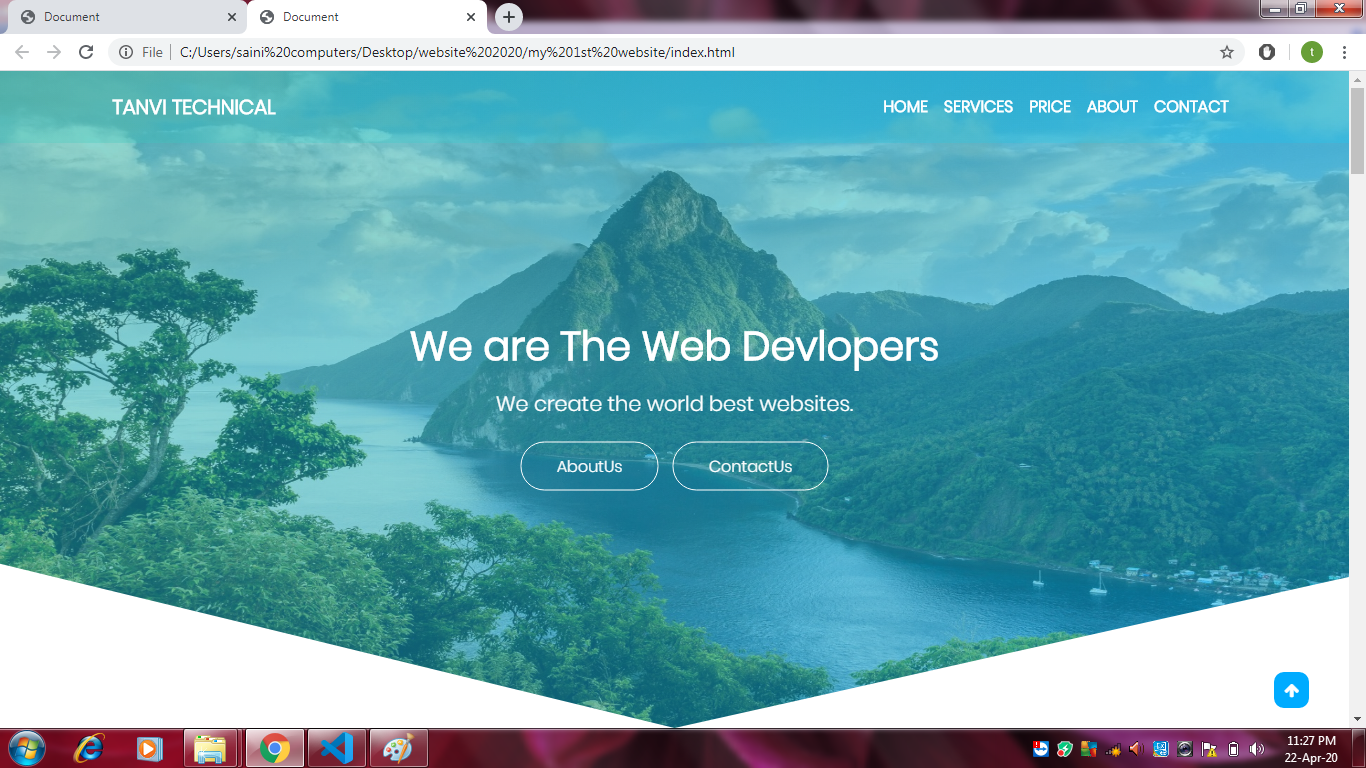 Document
Document
File
C:/Users/saini%20computers/Desktop/website%202020/my%201st%20website/index.html
t
TANVI TECHNICAL
HOME SERVICES PRICE ABOUT CONTACT
We are The Web Devlopers
We create the world best websites.
AboutUs ContactUs
11:27 PM
22-Apr-20